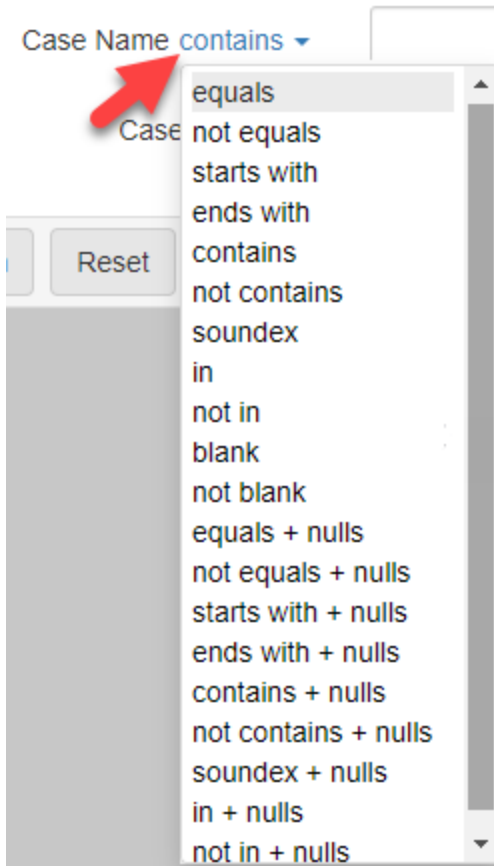 Case Name contains
equals
Case
not equals
starts with
ends with
contains
Reset
not contains
soundex
in
not in
blank
not blank
equals + nulls
not equals + nulls
starts with + nulls
ends with + nulls
contains + nulls
not contains + nulls
soundex + nulls
in + nulls
not in + nulls